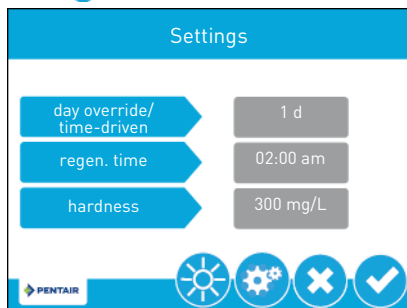 Settings
day override/
time-driven
1 d
regen. time
02:00 am
hardness
300 mg/L
PENTAIR